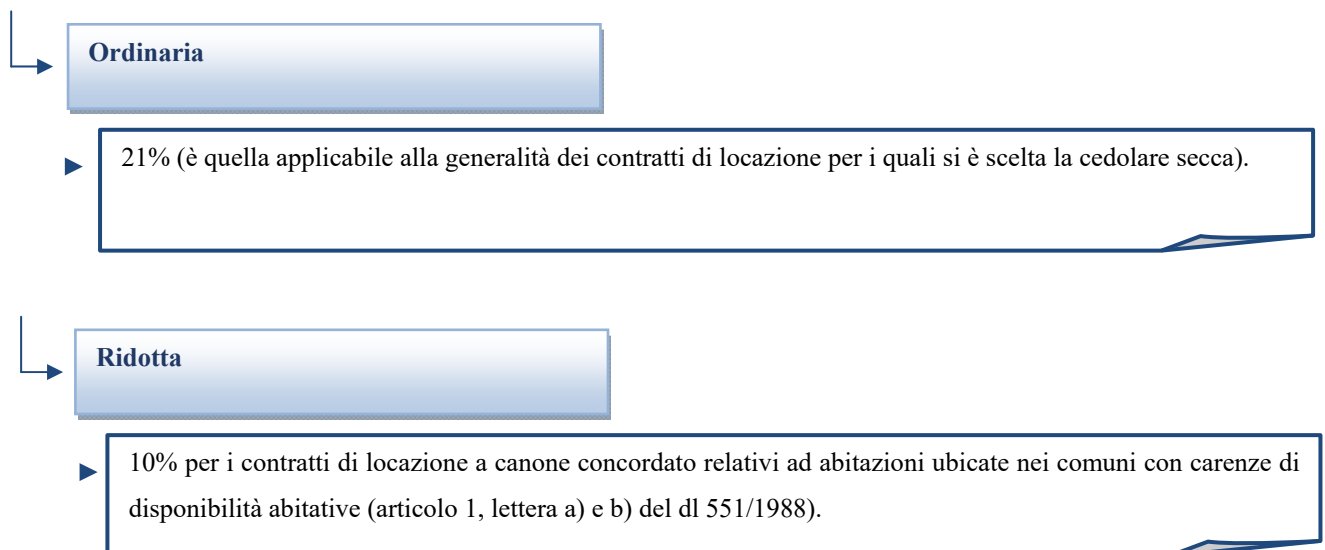 Ordinaria
21% (è quella applicabile alla generalità dei contratti di locazione per i quali si è scelta la cedolare secca).
Ridotta
10% per i contratti di locazione a canone concordato relativi ad abitazioni ubicate nei comuni con carenze di
disponibilità abitative (articolo 1, lettera a) e b) del dl 551/1988).